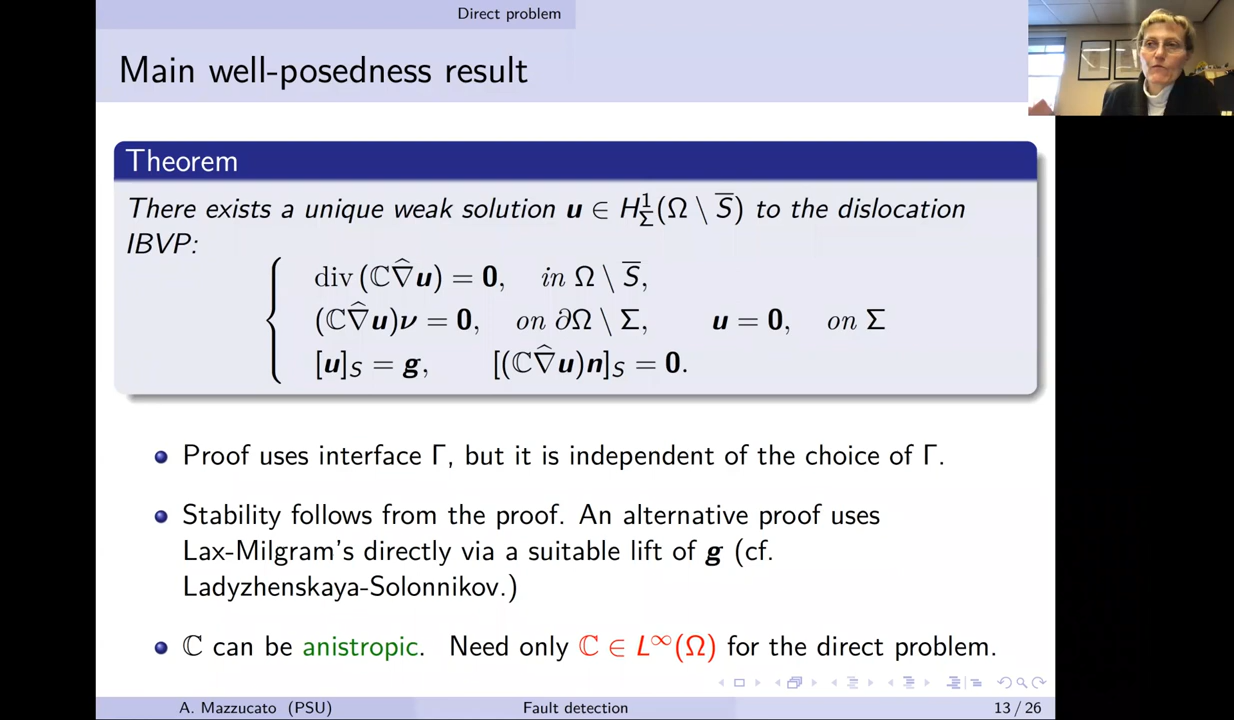 Direct problem
Main well-posedness result
Theorem
There exists a unique weak solution u ∈ H¹_Σ(Ω \ S̅) to the dislocation
IBVP:
div (ℂ∇̂u) = 0, in Ω \ S̅,
(ℂ∇̂u)ν = 0, on ∂Ω \ Σ, u = 0, on Σ
[u]_S = g, [(ℂ∇̂u)n]_S = 0.
Proof uses interface Γ, but it is independent of the choice of Γ.
Stability follows from the proof. An alternative proof uses
Lax-Milgram's directly via a suitable lift of g (cf.
Ladyzhenskaya-Solonnikov.)
ℂ can be anistropic. Need only ℂ ∈ L^∞(Ω) for the direct problem.
A. Mazzucato (PSU) Fault detection 13 / 26